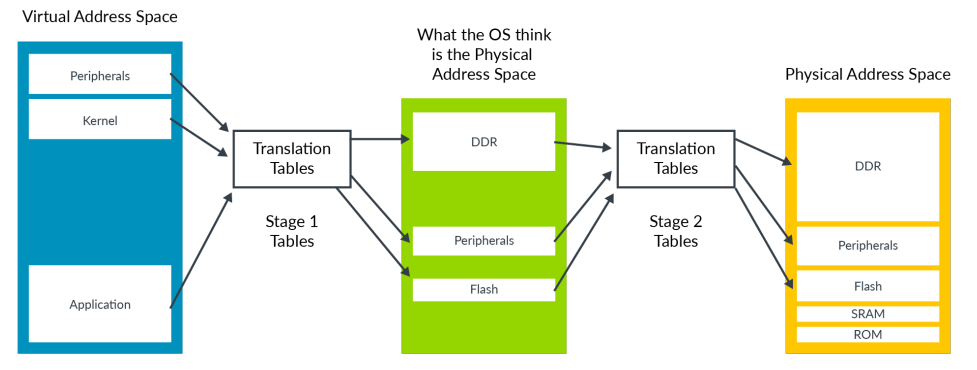 Virtual Address Space
Peripherals
Kernel
Application
Translation
Tables
Stage 1
Tables
What the OS think
is the Physical
Address Space
DDR
Peripherals
Flash
Translation
Tables
Stage 2
Tables
Physical Address Space
DDR
Peripherals
Flash
SRAM
ROM